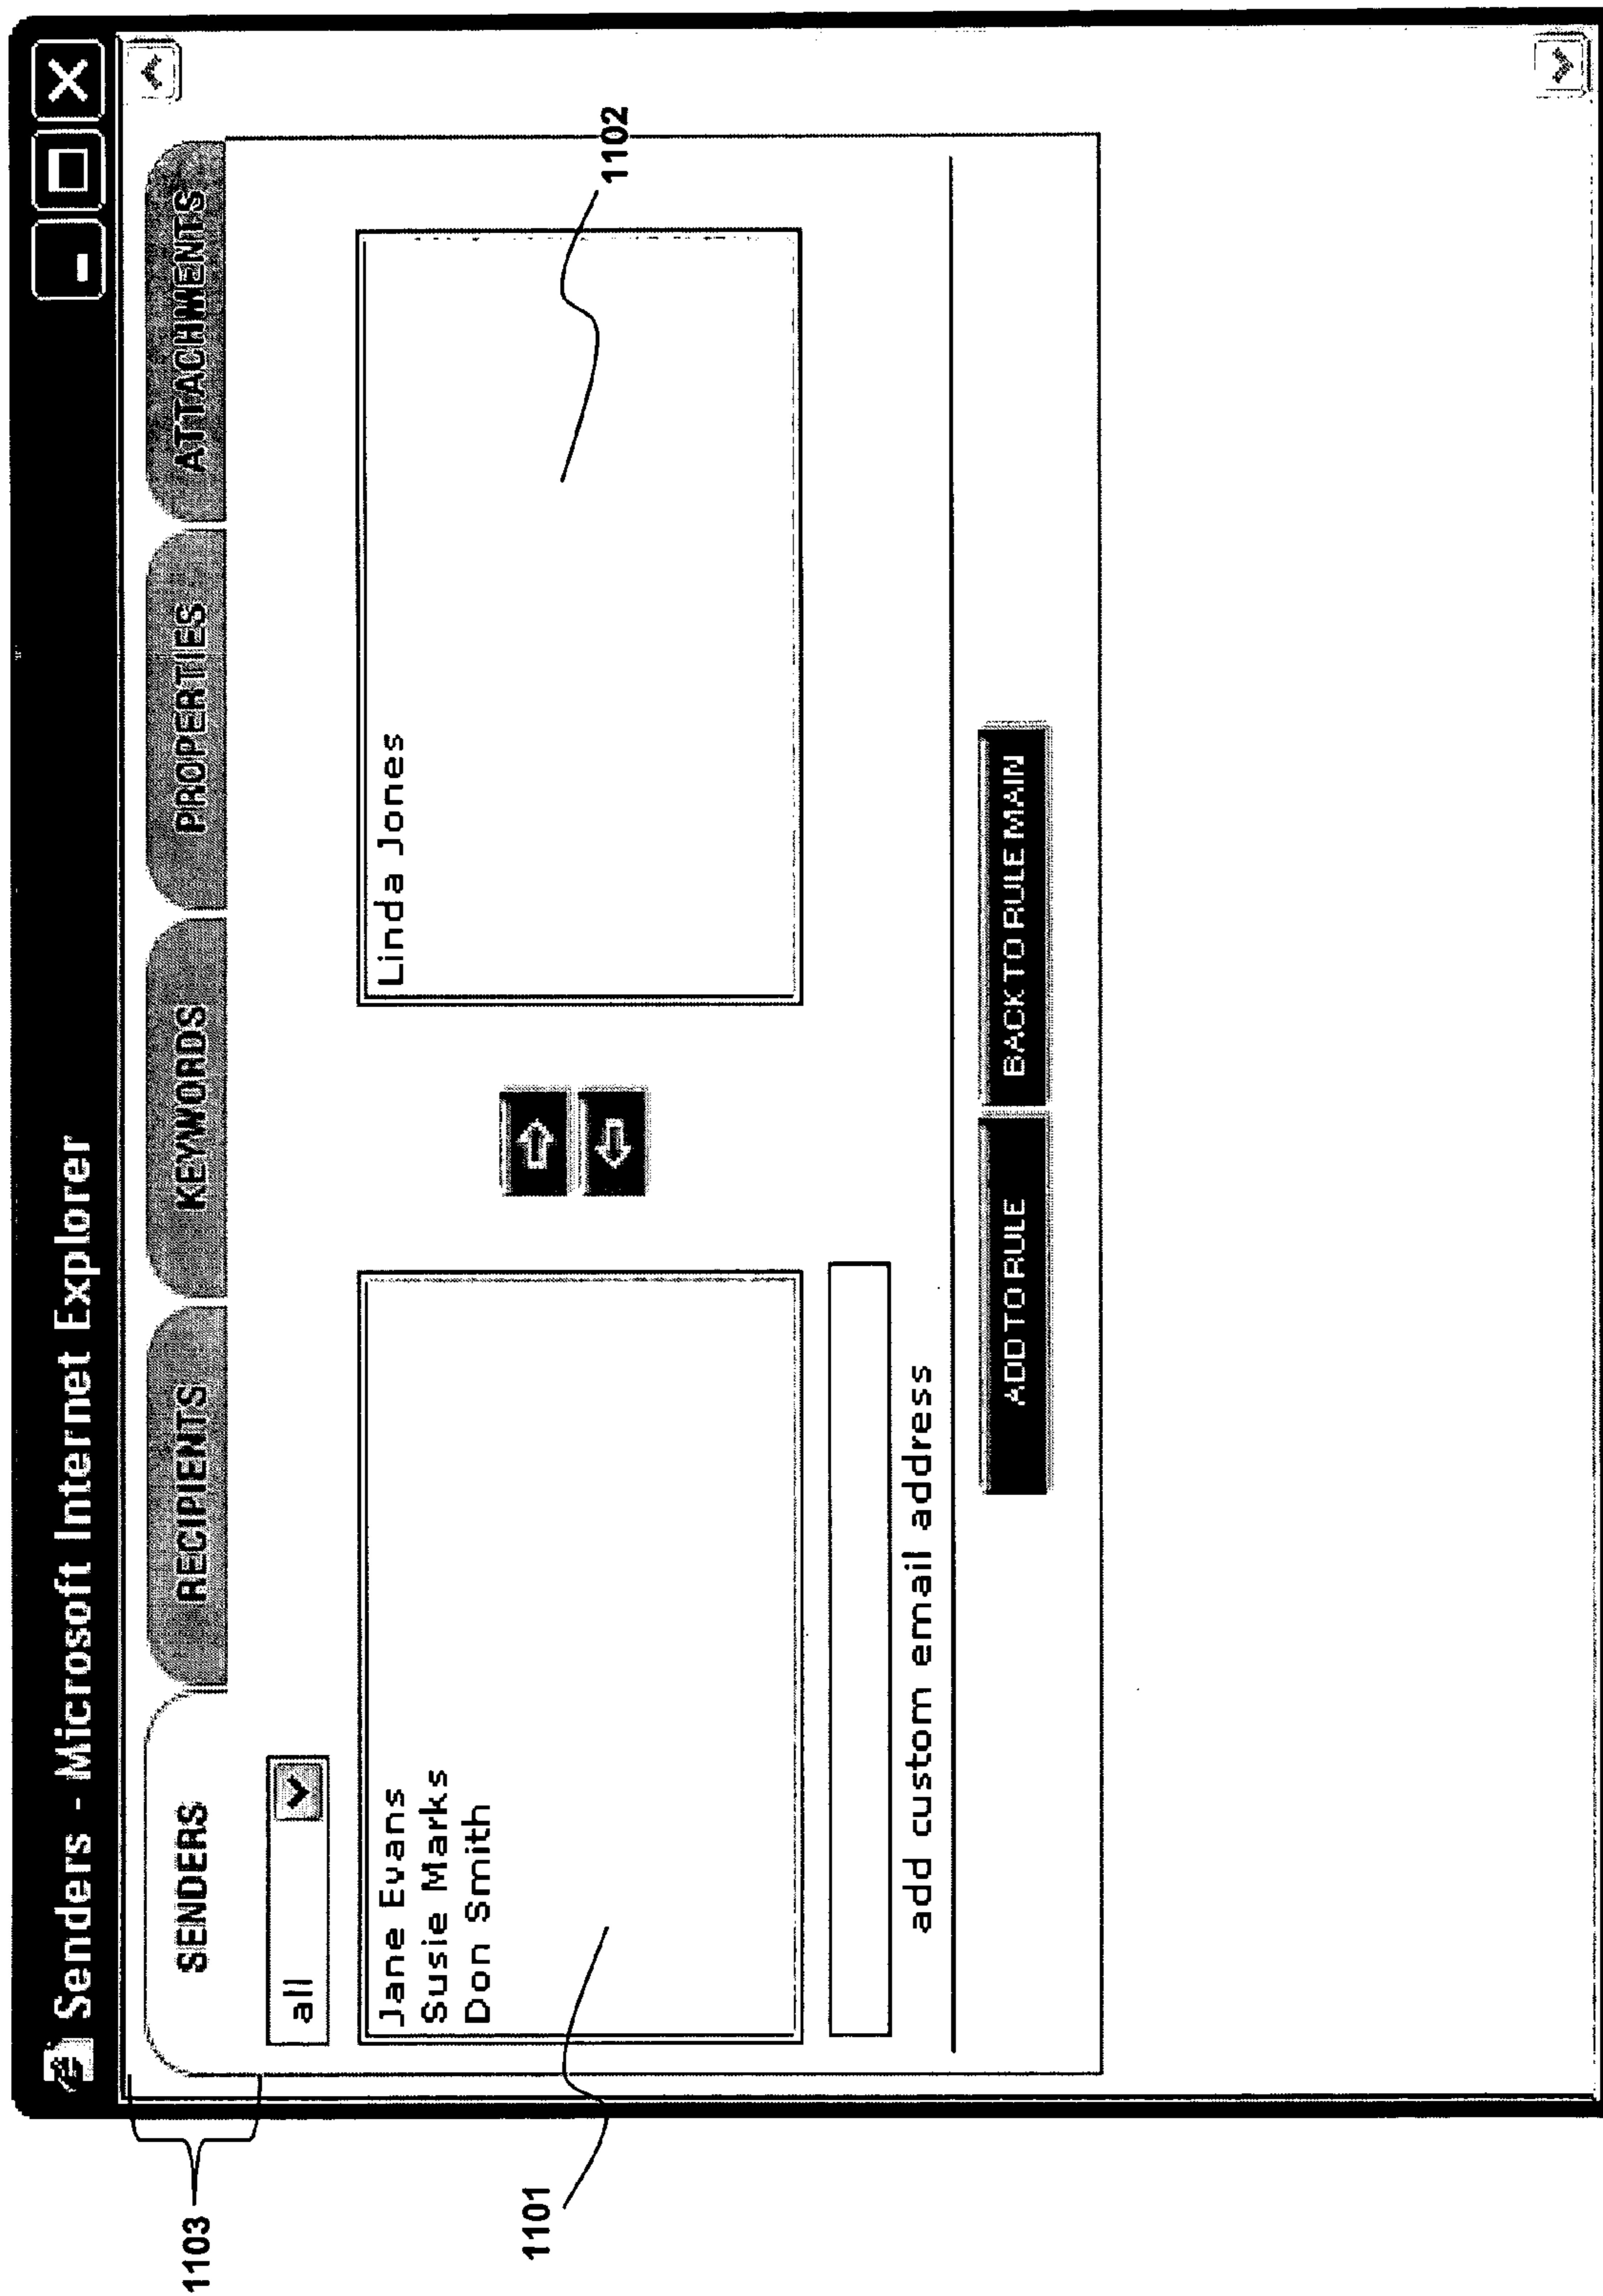 Senders - Microsoft Internet Explorer
1103
SENDERS
RECIPIENTS
KEYWORDS
PROPERTIES
ATTACHMENTS
all
Jane Evans
Susie Marks
Don Smith
Linda Jones
1101
1102
add custom email address
ADD TO RULE
BACK TO RULE MAIN